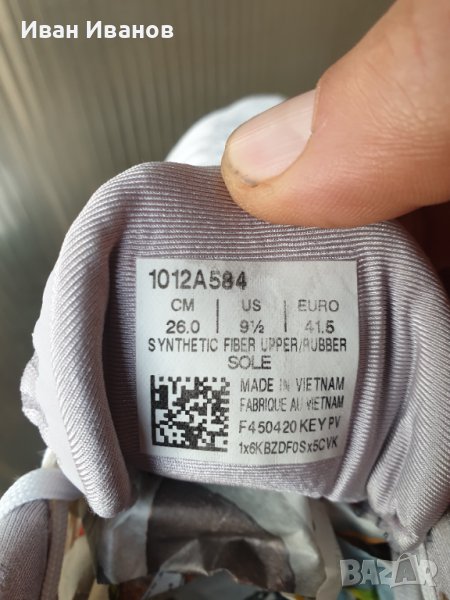 Иван Иванов
1012A584
CM US EURO
26.0 9½ 41.5
SYNTHETIC FIBER UPPER/RUBBER
SOLE
MADE IN VIETNAM
FABRIQUE AU VIETNAM
F450420 KEY PV
1x6KBZDF0Sx5CVK
BAZAR